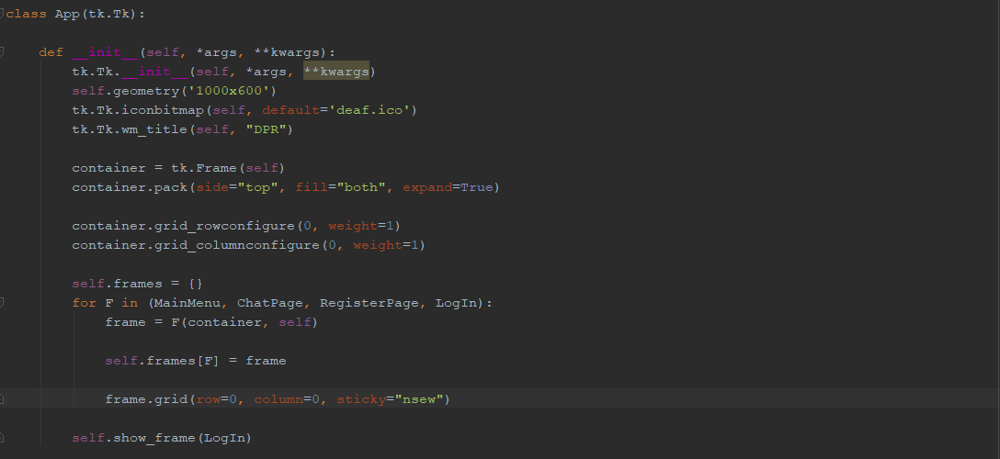 class App(tk.Tk):
def __init__(self, *args, **kwargs):
tk.Tk.__init__(self, *args, **kwargs)
self.geometry('1000x600')
tk.Tk.iconbitmap(self, default='deaf.ico')
tk.Tk.wm_title(self, "DPR")
container = tk.Frame(self)
container.pack(side="top", fill="both", expand=True)
container.grid_rowconfigure(0, weight=1)
container.grid_columnconfigure(0, weight=1)
self.frames = {}
for F in (MainMenu, ChatPage, RegisterPage, LogIn):
frame = F(container, self)
self.frames[F] = frame
frame.grid(row=0, column=0, sticky="nsew")
self.show_frame(LogIn)